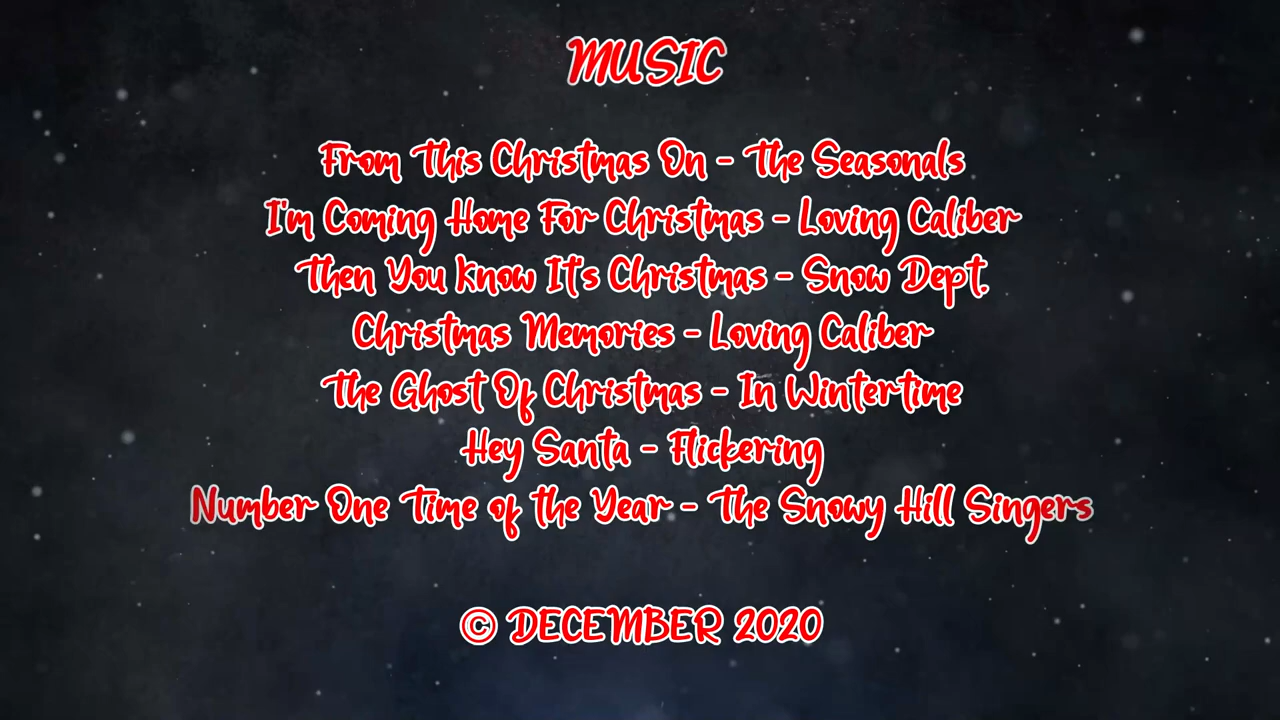 MUSIC
From This Christmas On - The Seasonals
I'm Coming Home For Christmas - Loving Caliber
Then You Know It's Christmas - Snow Dept.
Christmas Memories - Loving Caliber
The Ghost Of Christmas - In Wintertime
Hey Santa - Flickering
Number One Time of the Year - The Snowy Hill Singers
© DECEMBER 2020